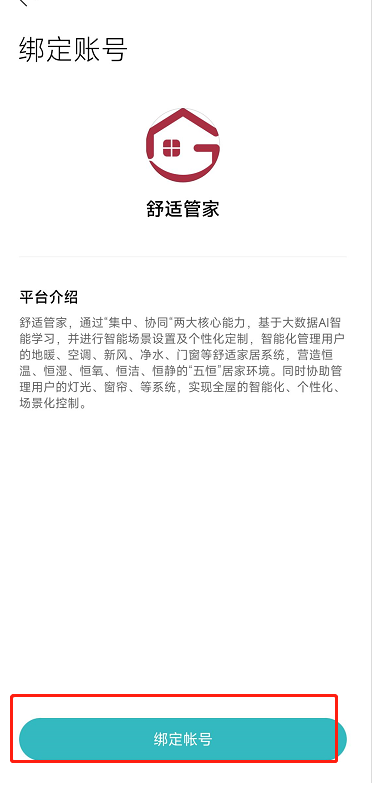 绑定账号
舒适管家
平台介绍
舒适管家，通过"集中、协同"两大核心能力，基于大数据AI智
能学习，并进行智能场景设置及个性化定制，智能化管理用户
的地暖、空调、新风、净水、门窗等舒适家居系统，营造恒
温、恒湿、恒氧、恒洁、恒静的“五恒”居家环境。同时协助管
理用户的灯光、窗帘、等系统，实现全屋的智能化、个性化、
场景化控制。
绑定帐号